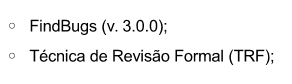 ○ FindBugs (v. 3.0.0);
○ Técnica de Revisão Formal (TRF);